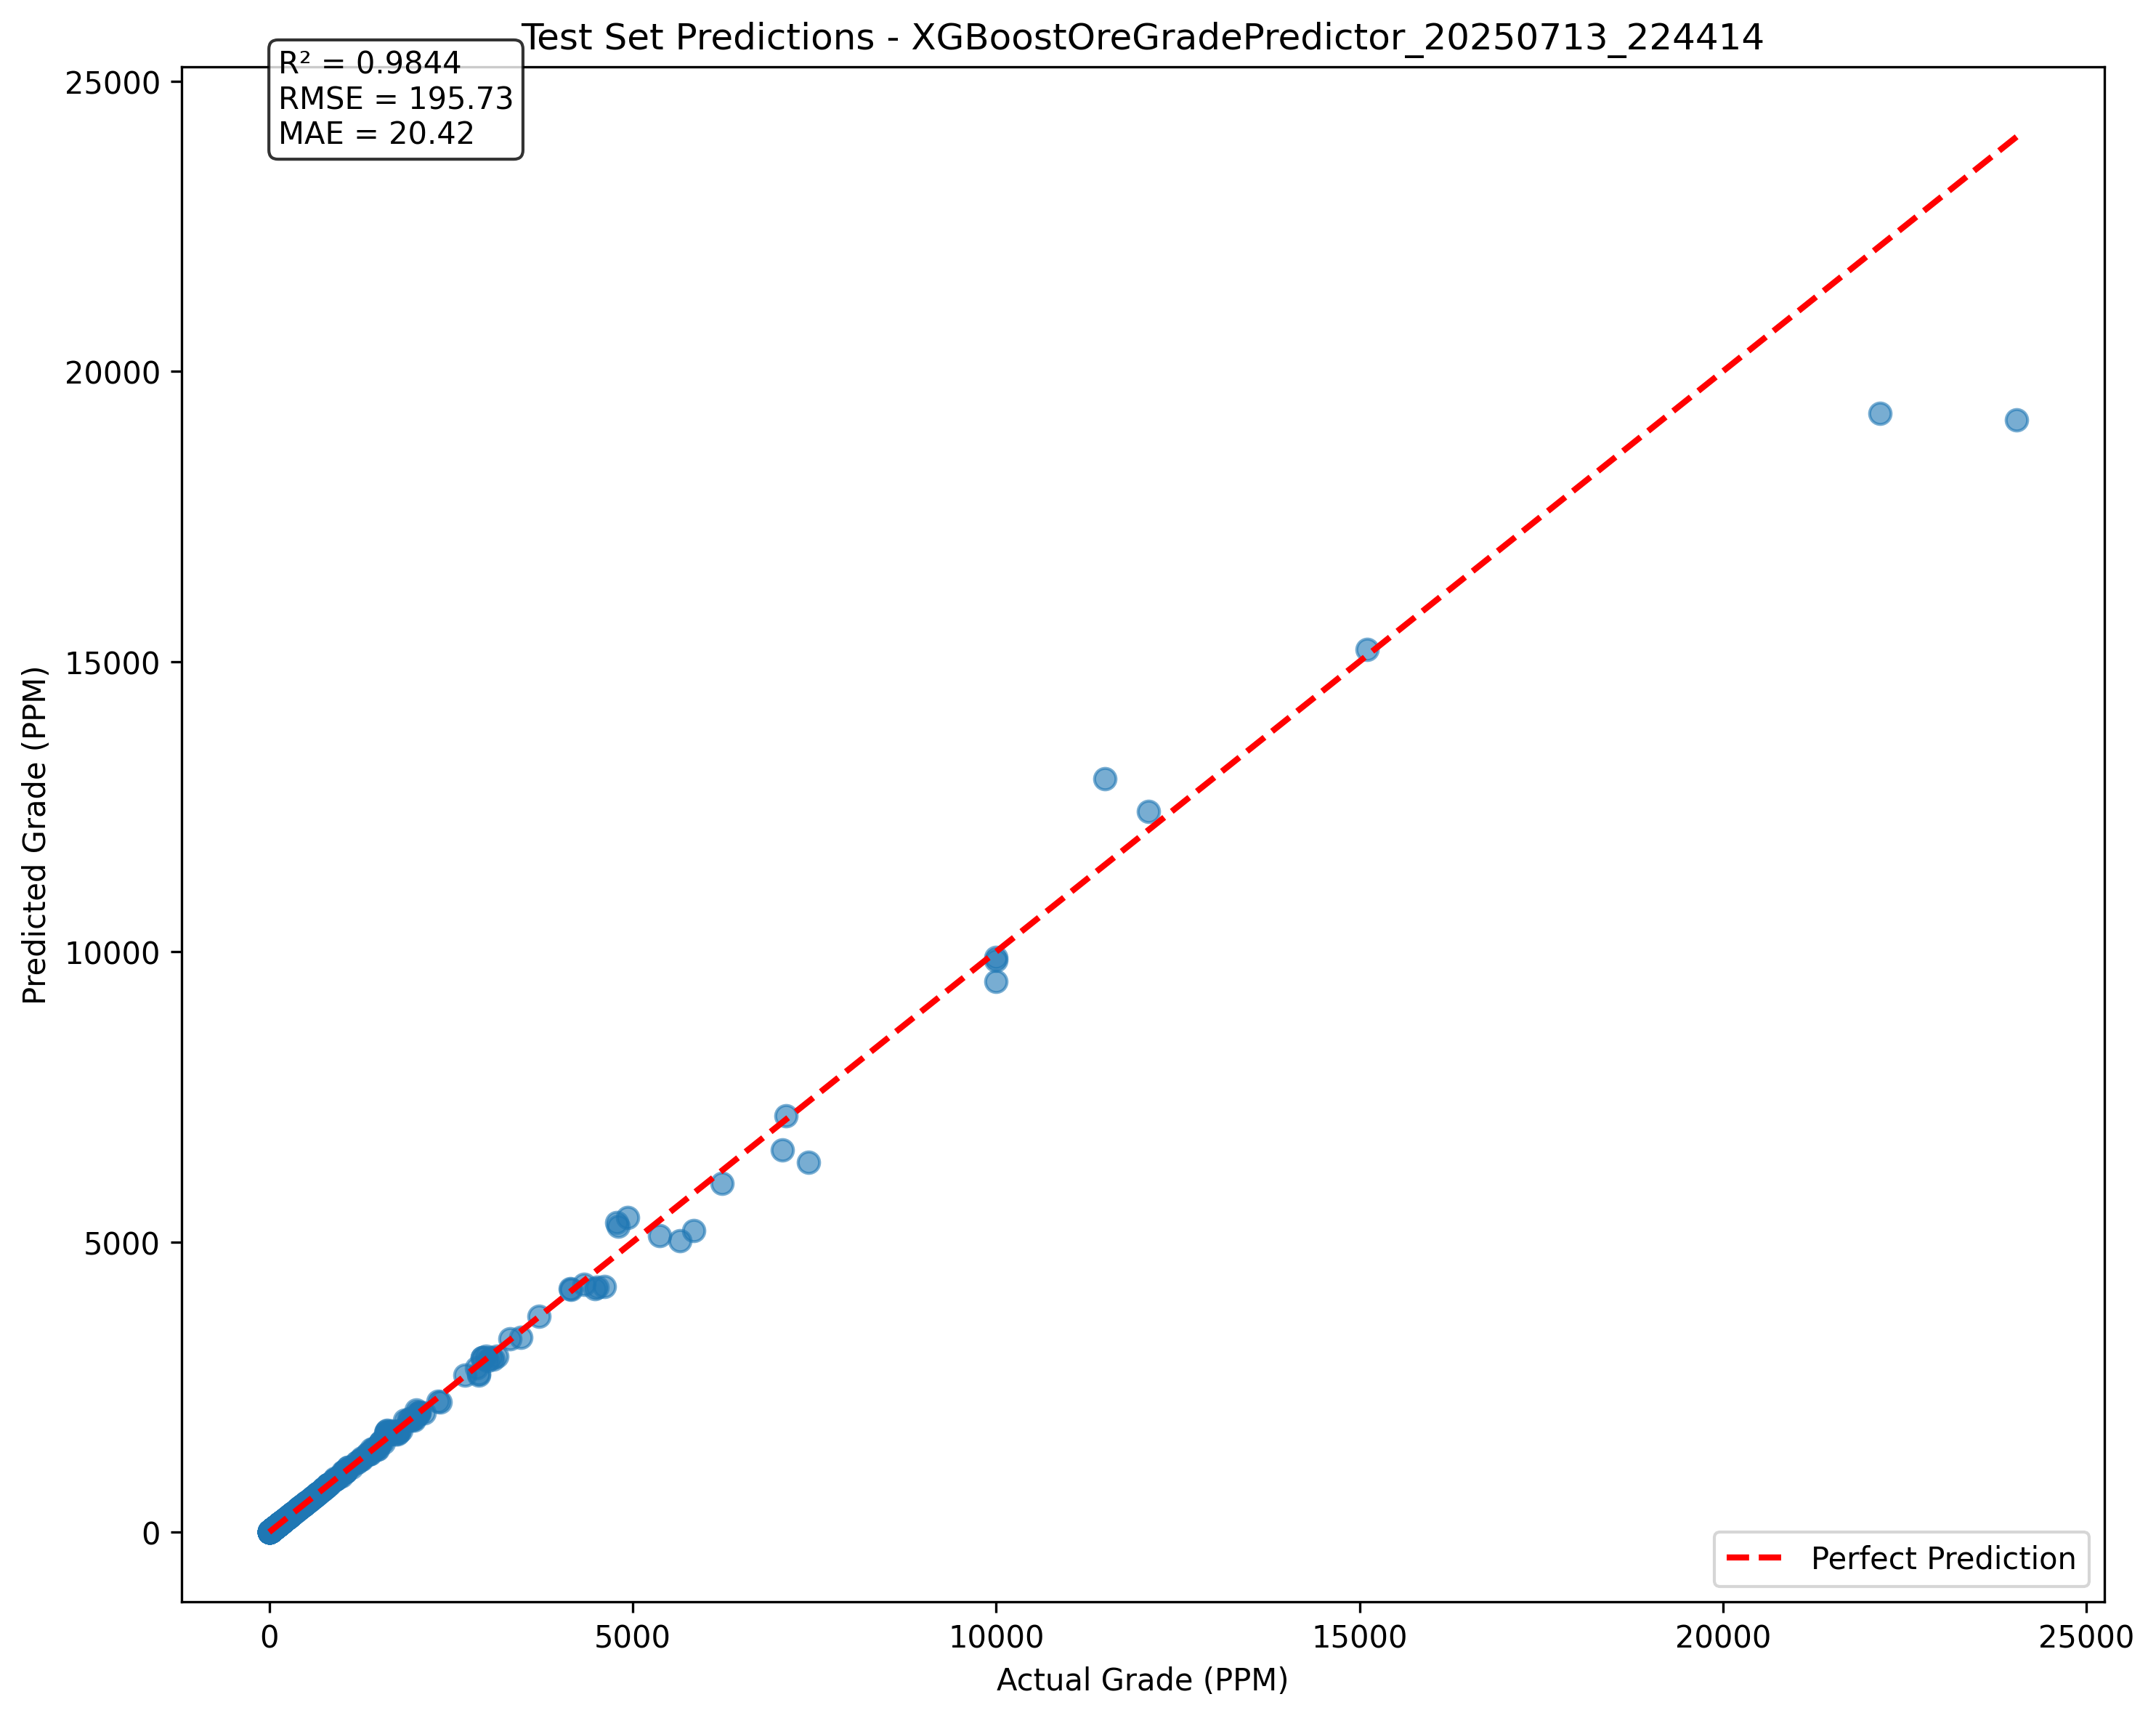 Test Set Predictions - XGBoostOreGradePredictor_20250713_224414
R² = 0.9844
RMSE = 195.73
MAE = 20.42
25000
20000
15000
10000
5000
0
Predicted Grade (PPM)
0
5000
10000
15000
20000
25000
Actual Grade (PPM)
Perfect Prediction